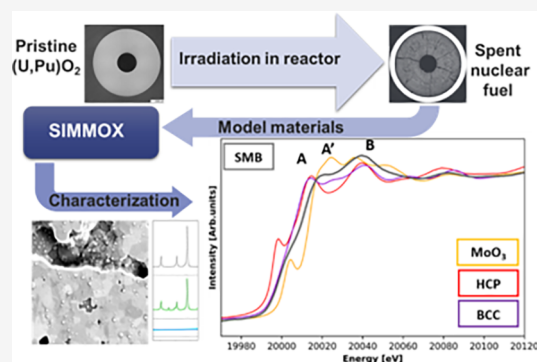 Pristine
(U,Pu)O2
Irradiation in reactor
Spent
nuclear
fuel
SIMMOX
Model materials
Characterization
SMB
A
A'
B
Intensity [Arb.units]
MoO3
HCP
BCC
19980 20000 20020 20040 20060 20080 20100 20120
Energy [eV]